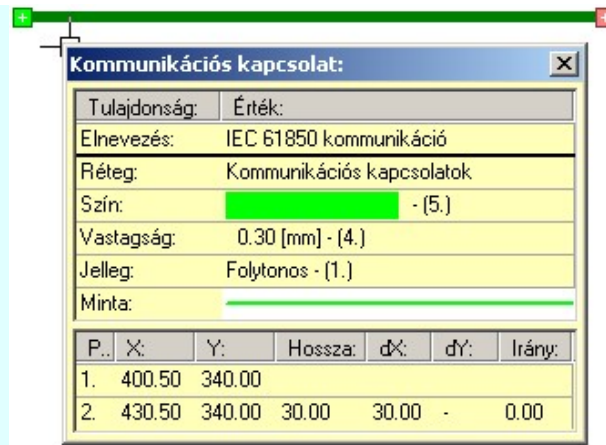 Kommunikációs kapcsolat:
Tulajdonság: Érték:
Elnevezés: IEC 61850 kommunikáció
Réteg: Kommunikációs kapcsolatok
Szín: - (5.)
Vastagság: 0.30 [mm] - (4.)
Jelleg: Folytonos - (1.)
Minta:
P.. X: Y: Hossza: dX: dY: Irány:
1. 400.50 340.00
2. 430.50 340.00 30.00 30.00 - 0.00